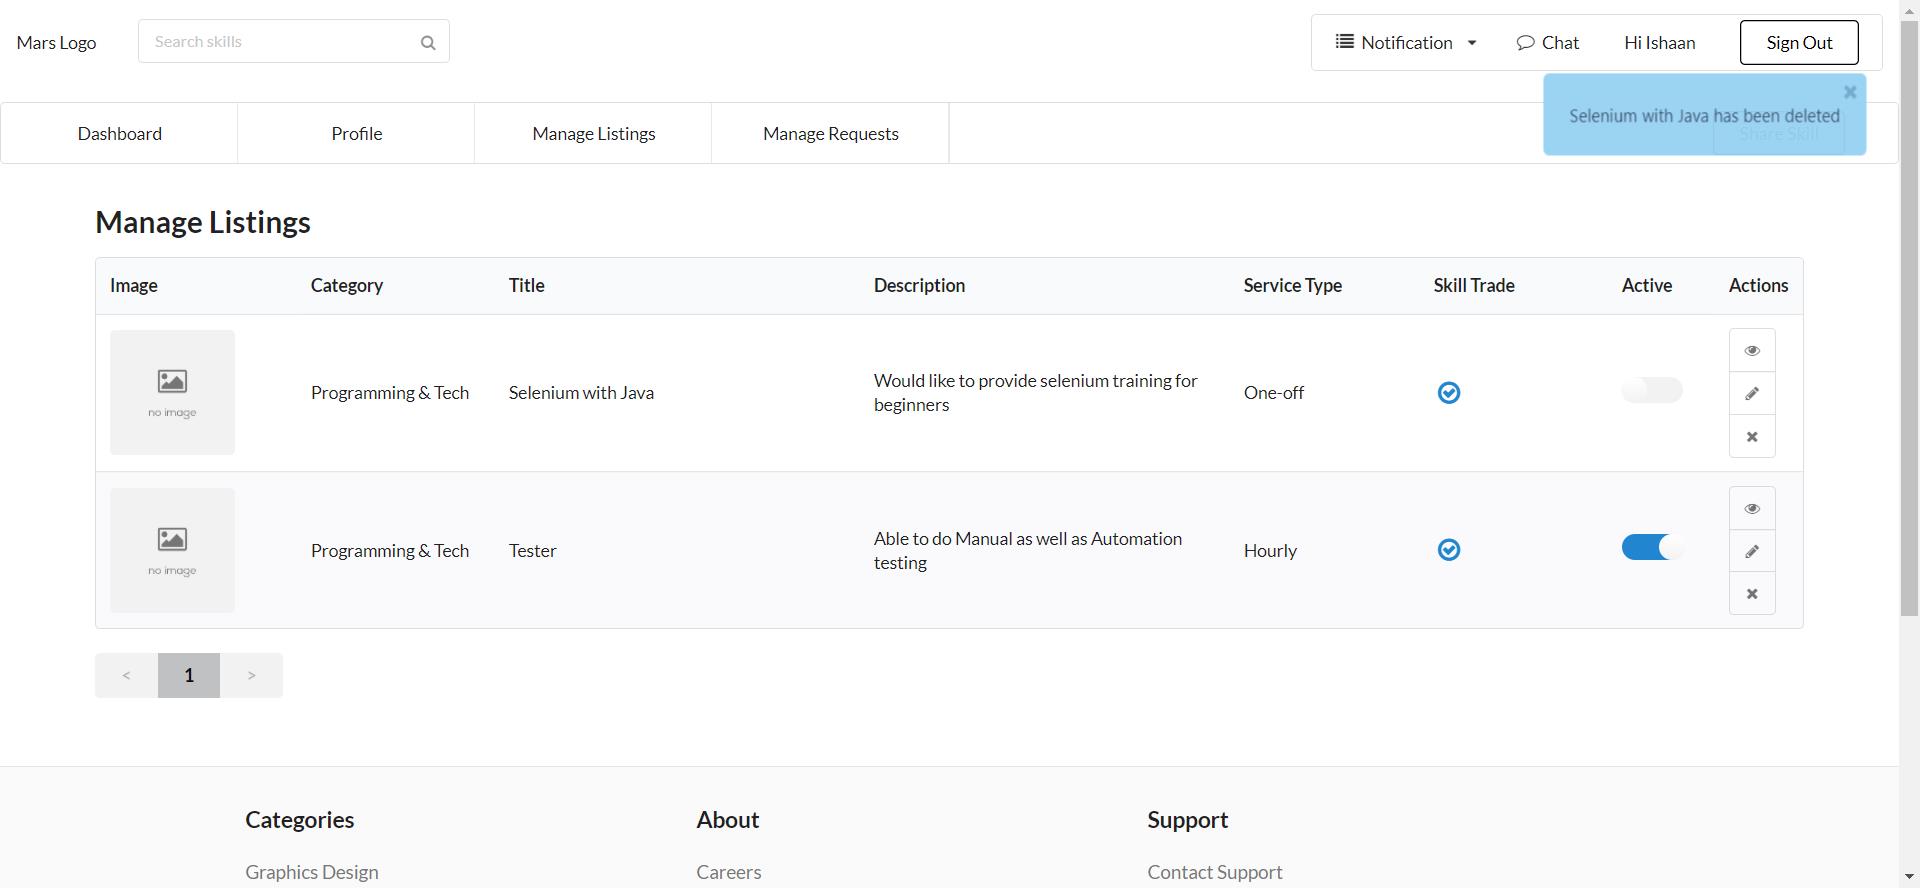 Mars Logo
Search skills
Notification
Chat
Hi Ishaan
Sign Out
Selenium with Java has been deleted
Dashboard
Profile
Manage Listings
Manage Requests
Share Skill
Manage Listings
Image Category Title Description Service Type Skill Trade Active Actions
no image
Programming & Tech
Selenium with Java
Would like to provide selenium training for
beginners
One-off
no image
Programming & Tech
Tester
Able to do Manual as well as Automation
testing
Hourly
< 1 >
Categories
About
Support
Graphics Design
Careers
Contact Support